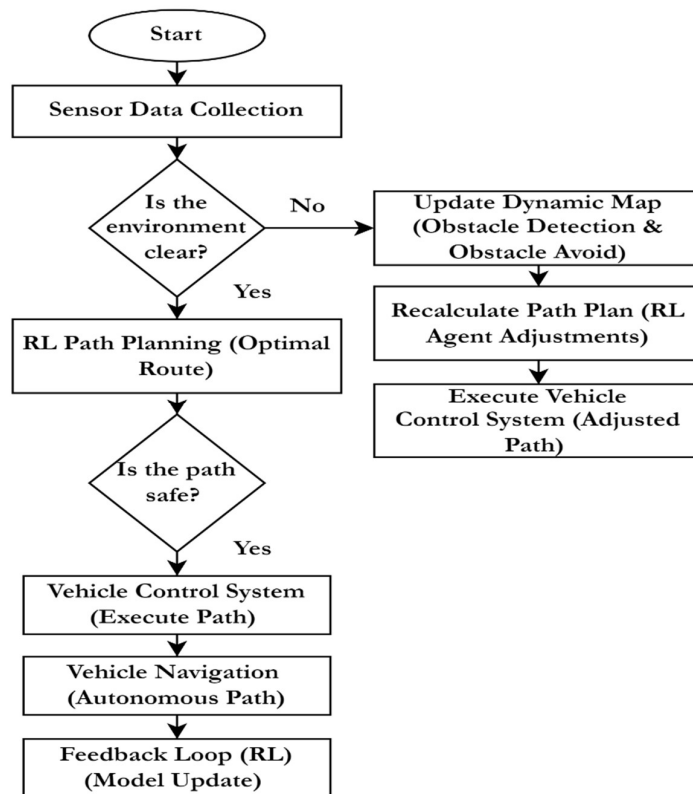 Start
Sensor Data Collection
Is the
environment
clear?
No
Update Dynamic Map
(Obstacle Detection &
Obstacle Avoid)
Yes
RL Path Planning (Optimal
Route)
Recalculate Path Plan (RL
Agent Adjustments)
Execute Vehicle
Control System (Adjusted
Path)
Is the path
safe?
Yes
Vehicle Control System
(Execute Path)
Vehicle Navigation
(Autonomous Path)
Feedback Loop (RL)
(Model Update)